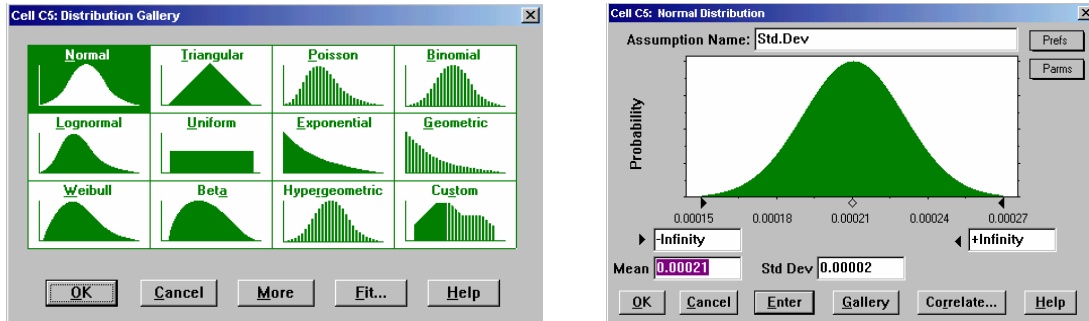 Cell C5: Distribution Gallery
Normal Triangular Poisson Binomial
Lognormal Uniform Exponential Geometric
Weibull Beta Hypergeometric Custom
OK Cancel More Fit... Help
Cell C5: Normal Distribution
Assumption Name: Std.Dev Prefs
Parms
Probability
0.00015 0.00018 0.00021 0.00024 0.00027
-Infinity +Infinity
Mean 0.00021 Std Dev 0.00002
OK Cancel Enter Gallery Correlate... Help